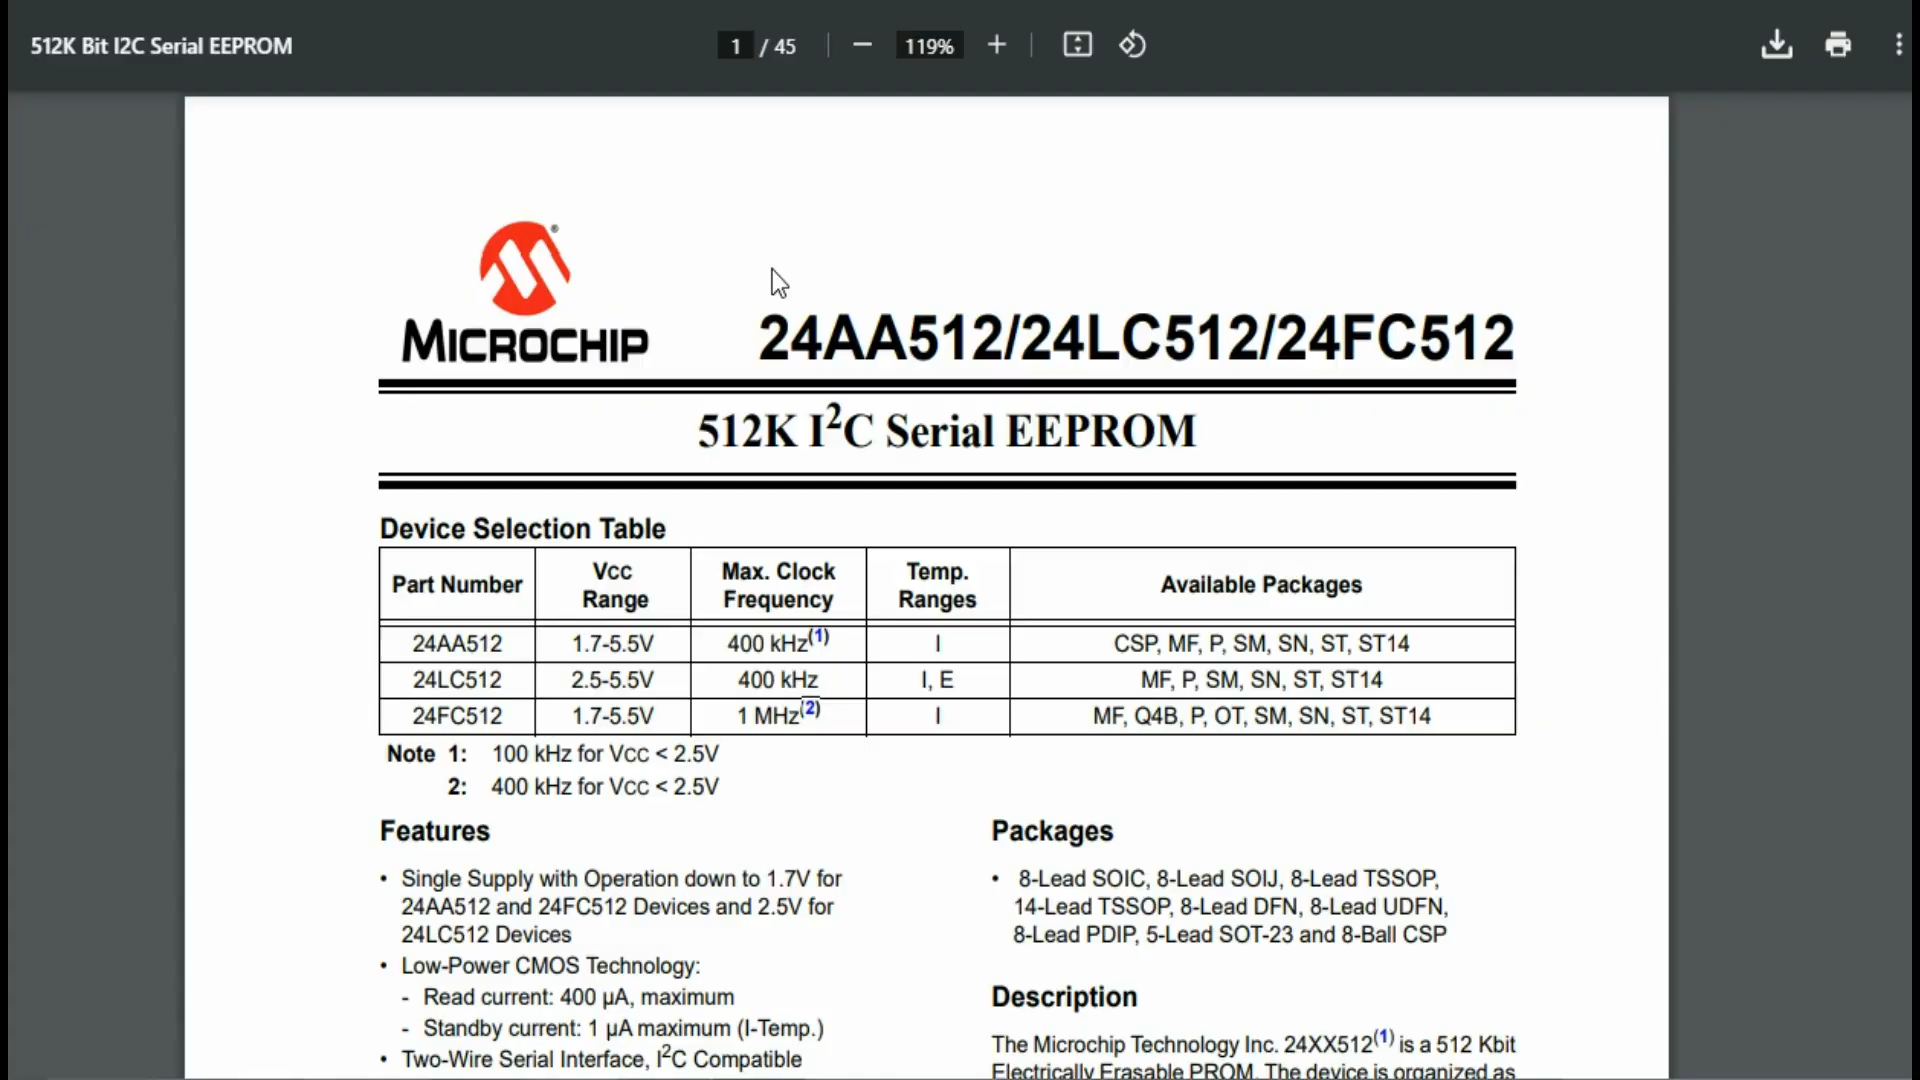 512K Bit I2C Serial EEPROM
1 / 45
119%
MICROCHIP ®
24AA512/24LC512/24FC512
512K I²C Serial EEPROM
Device Selection Table
Part Number VCC Range Max. Clock Frequency Temp. Ranges Available Packages
24AA512 1.7-5.5V 400 kHz(1) I CSP, MF, P, SM, SN, ST, ST14
24LC512 2.5-5.5V 400 kHz I, E MF, P, SM, SN, ST, ST14
24FC512 1.7-5.5V 1 MHz(2) I MF, Q4B, P, OT, SM, SN, ST, ST14
Note 1: 100 kHz for VCC < 2.5V
2: 400 kHz for VCC < 2.5V
Features
• Single Supply with Operation down to 1.7V for
24AA512 and 24FC512 Devices and 2.5V for
24LC512 Devices
• Low-Power CMOS Technology:
- Read current: 400 µA, maximum
- Standby current: 1 µA maximum (I-Temp.)
• Two-Wire Serial Interface, I²C Compatible
Packages
• 8-Lead SOIC, 8-Lead SOIJ, 8-Lead TSSOP,
14-Lead TSSOP, 8-Lead DFN, 8-Lead UDFN,
8-Lead PDIP, 5-Lead SOT-23 and 8-Ball CSP
Description
The Microchip Technology Inc. 24XX512(1) is a 512 Kbit
Electrically Erasable PROM. The device is organized as